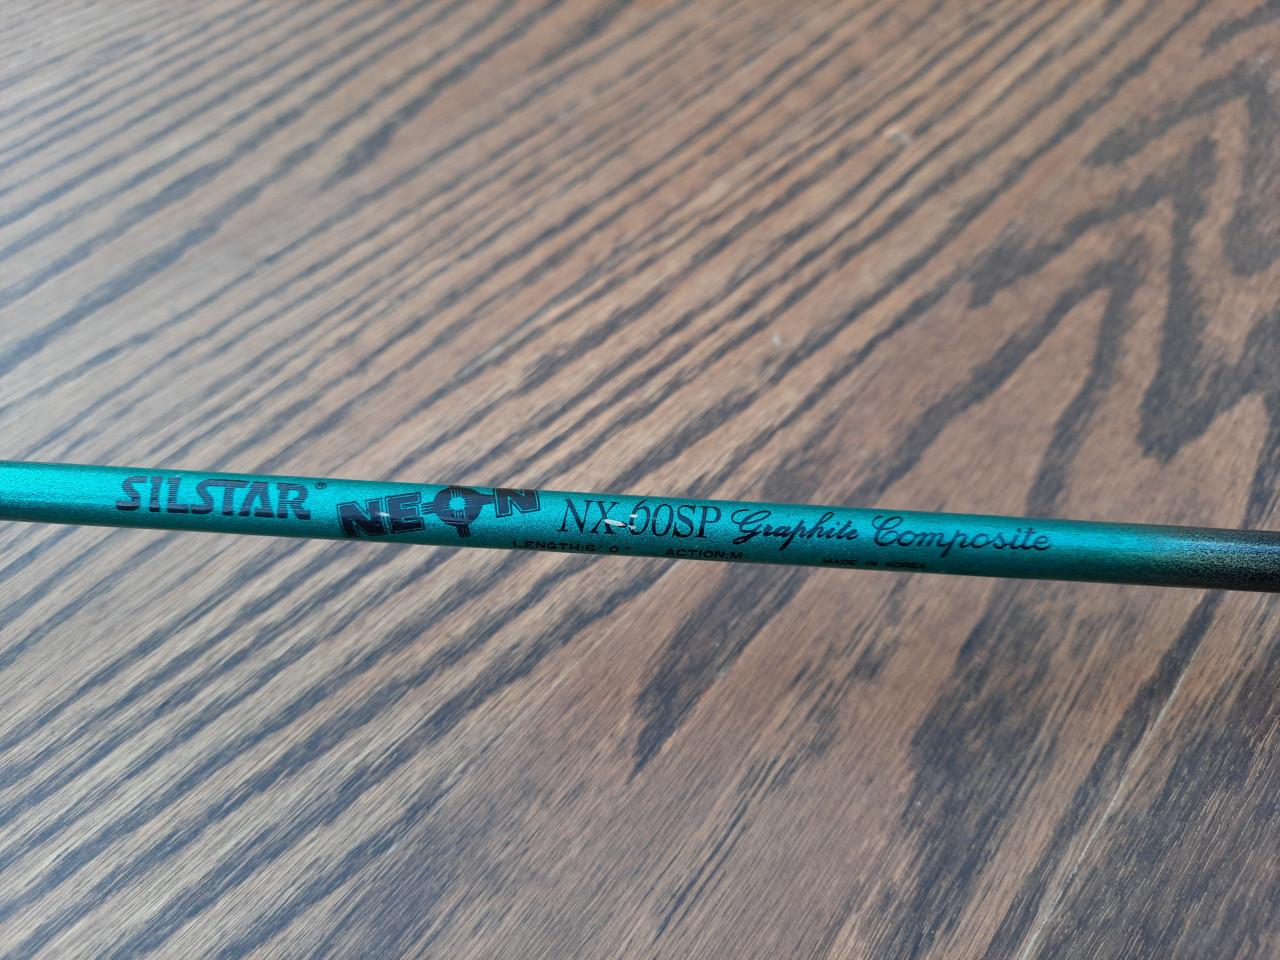 SILSTAR® NEON NX-60SP Graphite Composite
LENGTH:6' 0" ACTION:M MADE IN KOREA